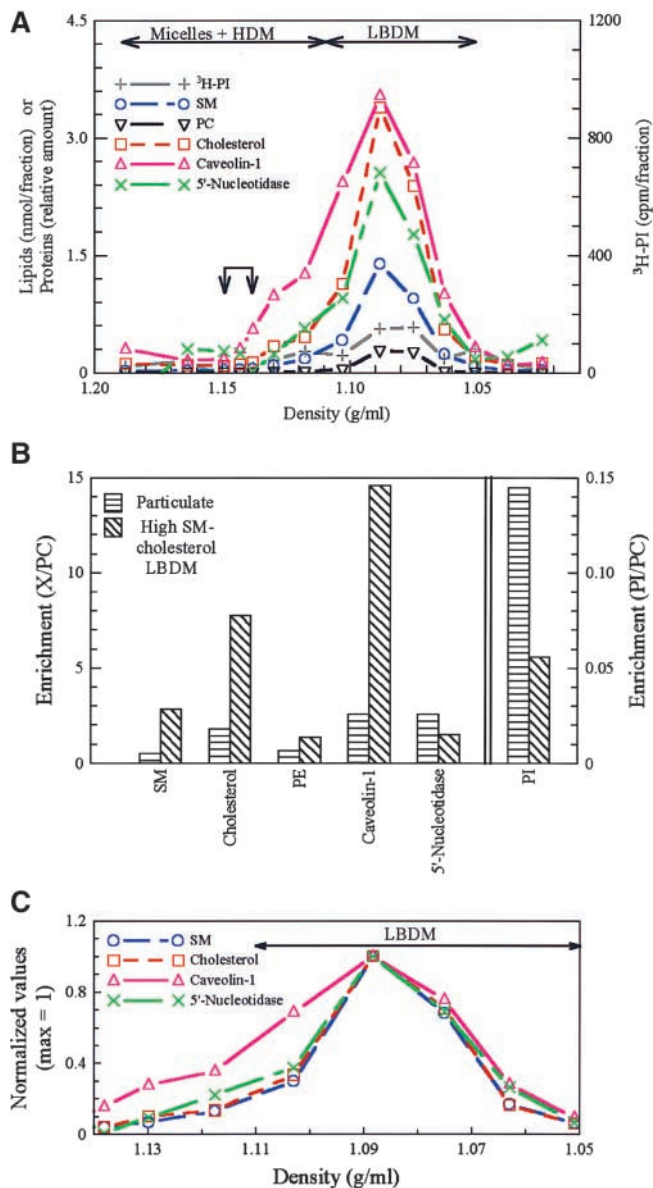 A
Micelles + HDM
LBDM
4.5
3.0
1.5
0
Lipids (nmol/fraction) or
Proteins (relative amount)
³H-PI
SM
PC
Cholesterol
Caveolin-1
5'-Nucleotidase
1200
800
400
0
³H-PI (cpm/fraction)
1.20
1.15
1.10
1.05
Density (g/ml)
B
15
10
5
0
Enrichment (X/PC)
Particulate
High SM-
cholesterol
LBDM
0.15
0.10
0.05
0.00
Enrichment (PI/PC)
SM
Cholesterol
PE
Caveolin-1
5'-Nucleotidase
PI
C
LBDM
1.2
0.8
0.4
0
Normalized values
(max = 1)
SM
Cholesterol
Caveolin-1
5'-Nucleotidase
1.13
1.11
1.09
1.07
1.05
Density (g/ml)